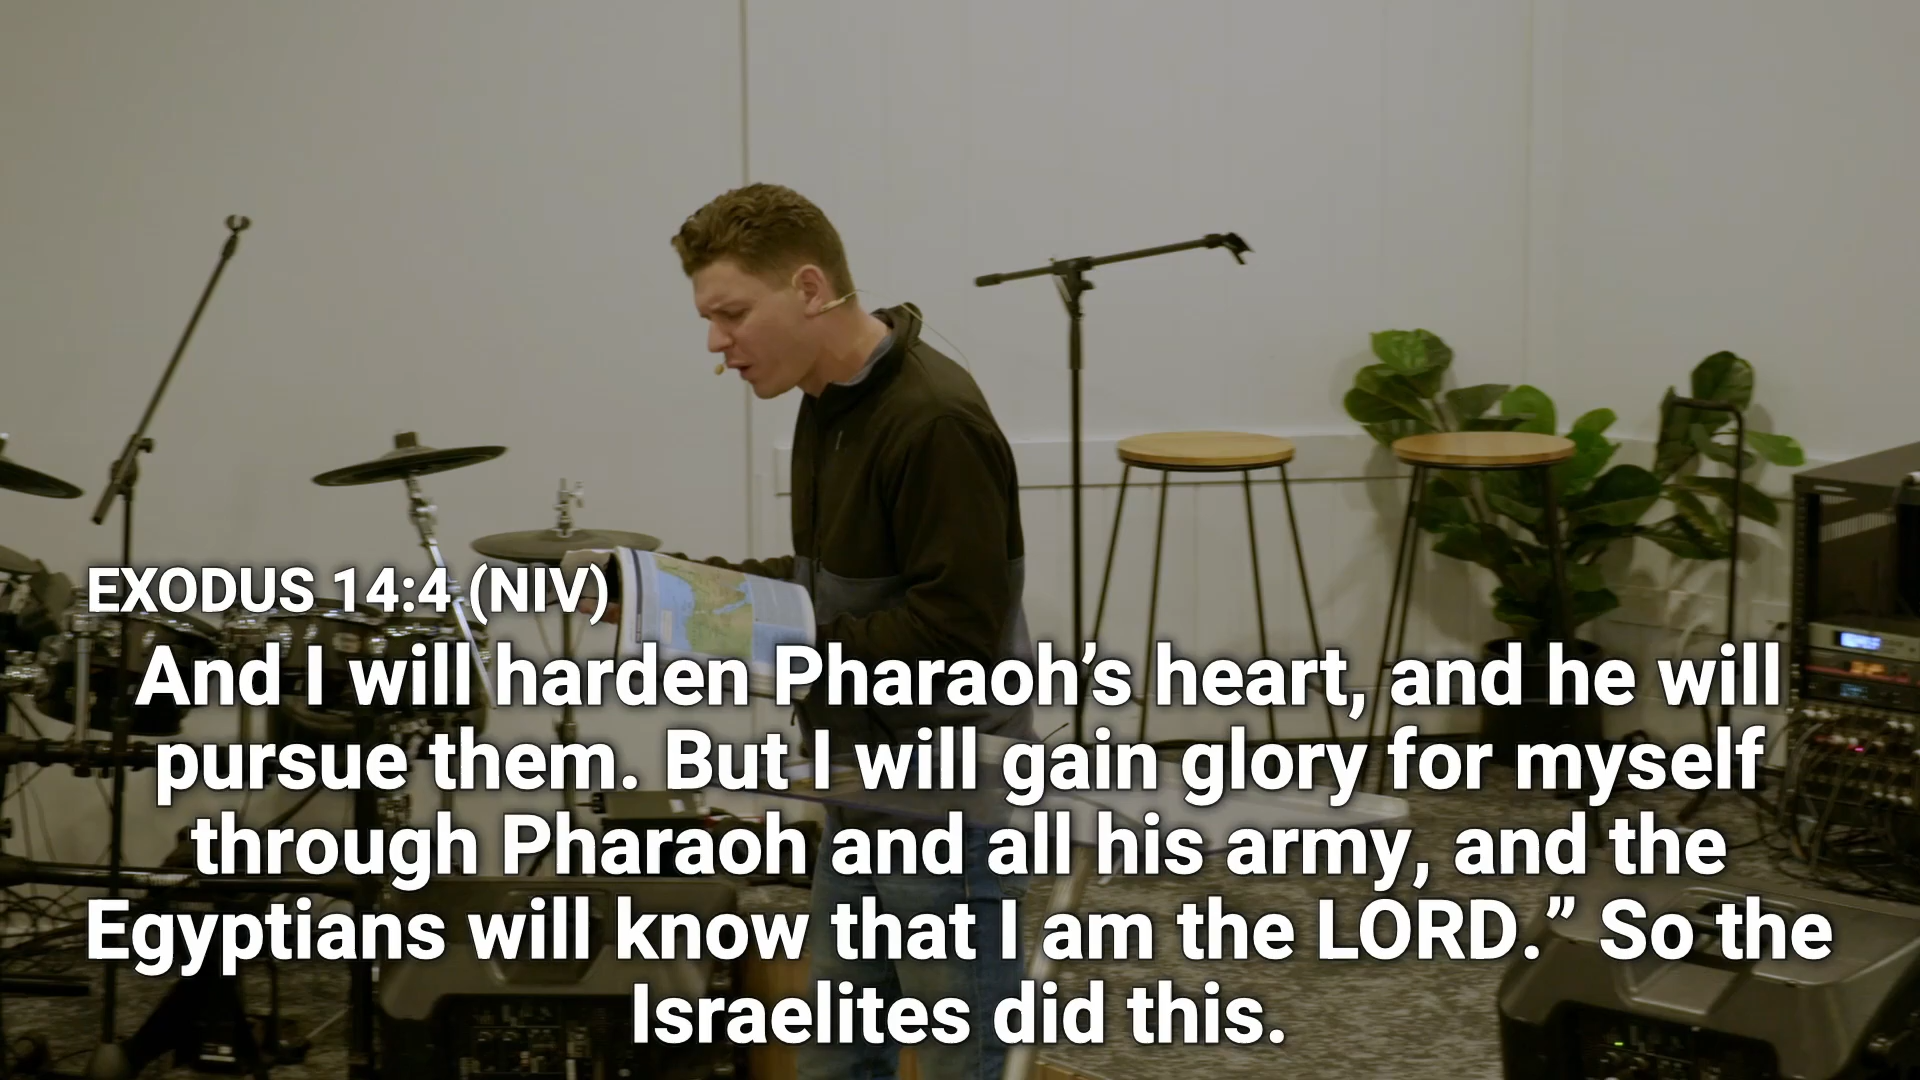 EXODUS 14:4 (NIV)
And I will harden Pharaoh’s heart, and he will
pursue them. But I will gain glory for myself
through Pharaoh and all his army, and the
Egyptians will know that I am the LORD.” So the
Israelites did this.